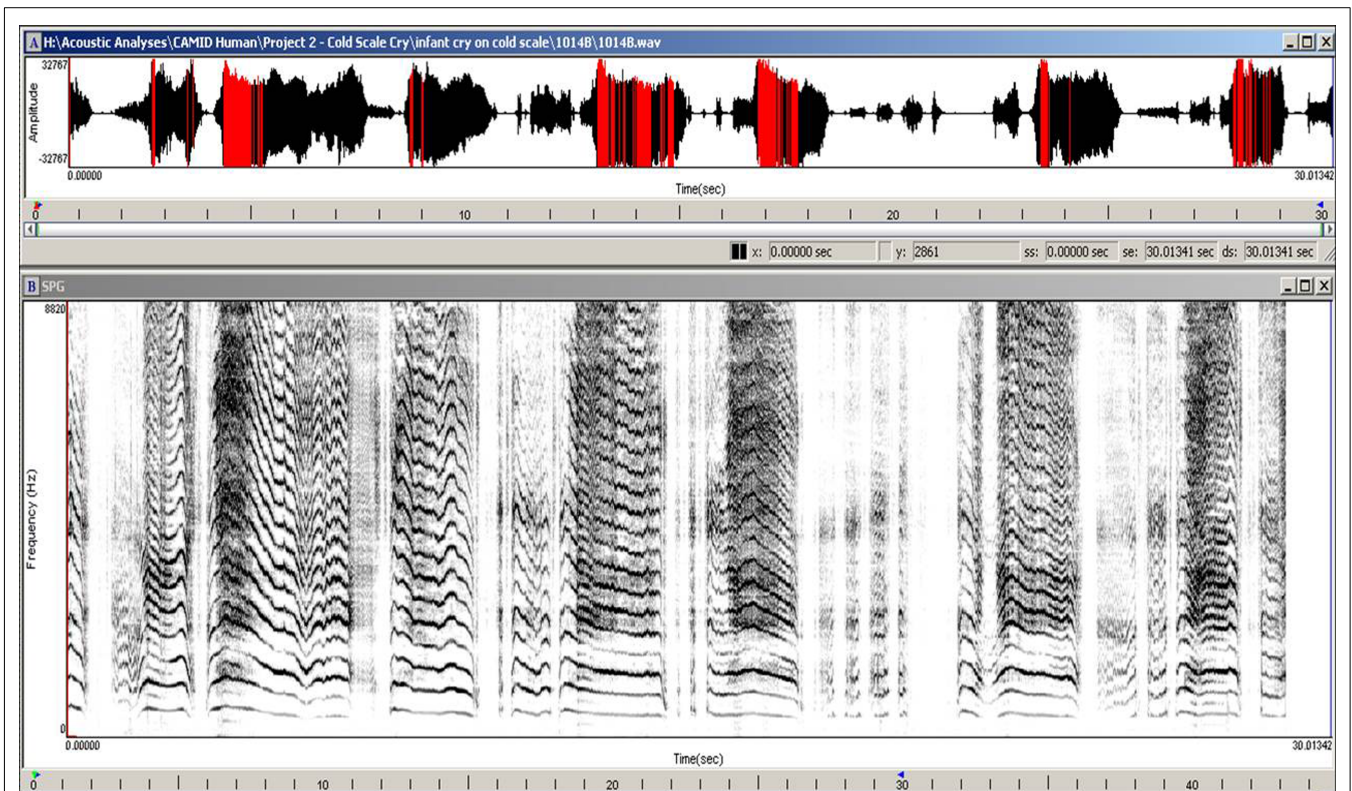 A H:\Acoustic Analyses\CAMID Human\Project 2 - Cold Scale Cry\infant cry on cold scale\1014B\1014B.wav
32767
Amplitude
-32767
0.00000
30.01342
Time(sec)
0 10 20 30
x: 0.00000 sec y: 2861 ss: 0.00000 sec se: 30.01341 sec ds: 30.01341 sec
B SPG
8820
Frequency (Hz)
0
0.00000
30.01342
Time(sec)
0 10 20 30 40